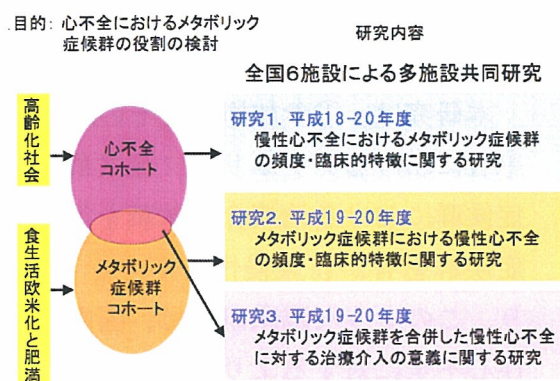 .目的: 心不全におけるメタボリック
症候群の役割の検討
研究内容
全国6施設による多施設共同研究
高齢化社会
心不全
コホート
研究1. 平成18-20年度
慢性心不全におけるメタボリック症候群
の頻度・臨床的特徴に関する研究
食生活欧米化と肥満
メタボリック
症候群
コホート
研究2. 平成19-20年度
メタボリック症候群における慢性心不全
の頻度・臨床的特徴に関する研究
研究3. 平成19-20年度
メタボリック症候群を合併した慢性心不全
に対する治療介入の意義に関する研究